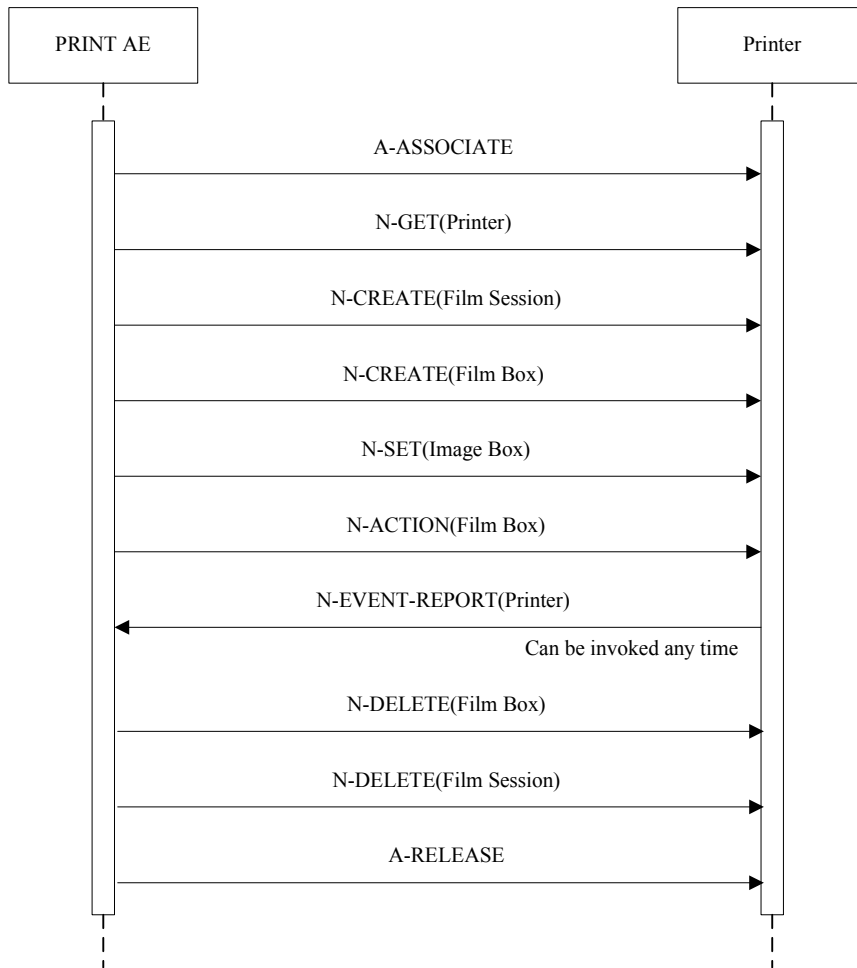 PRINT AE
Printer
A-ASSOCIATE
N-GET(Printer)
N-CREATE(Film Session)
N-CREATE(Film Box)
N-SET(Image Box)
N-ACTION(Film Box)
N-EVENT-REPORT(Printer)
Can be invoked any time
N-DELETE(Film Box)
N-DELETE(Film Session)
A-RELEASE